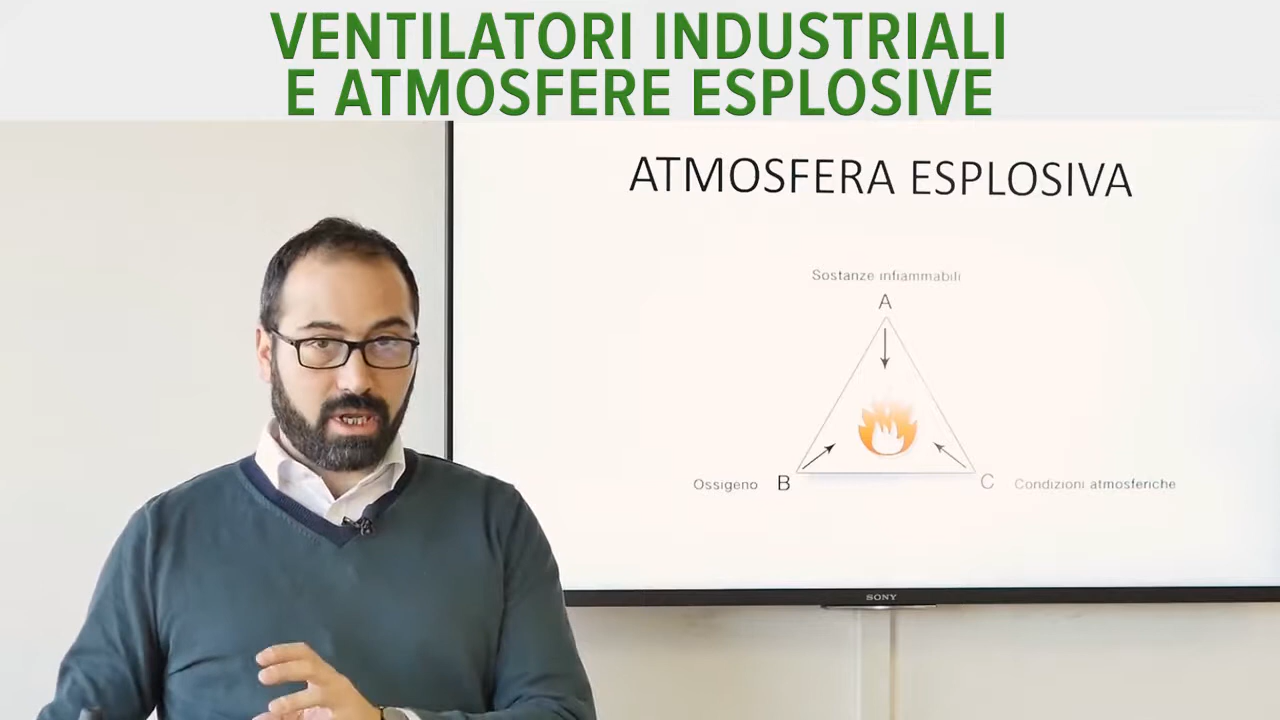 VENTILATORI INDUSTRIALI
E ATMOSFERE ESPLOSIVE
ATMOSFERA ESPLOSIVA
Sostanze infiammabili
A
Ossigeno B
C Condizioni atmosferiche
SONY